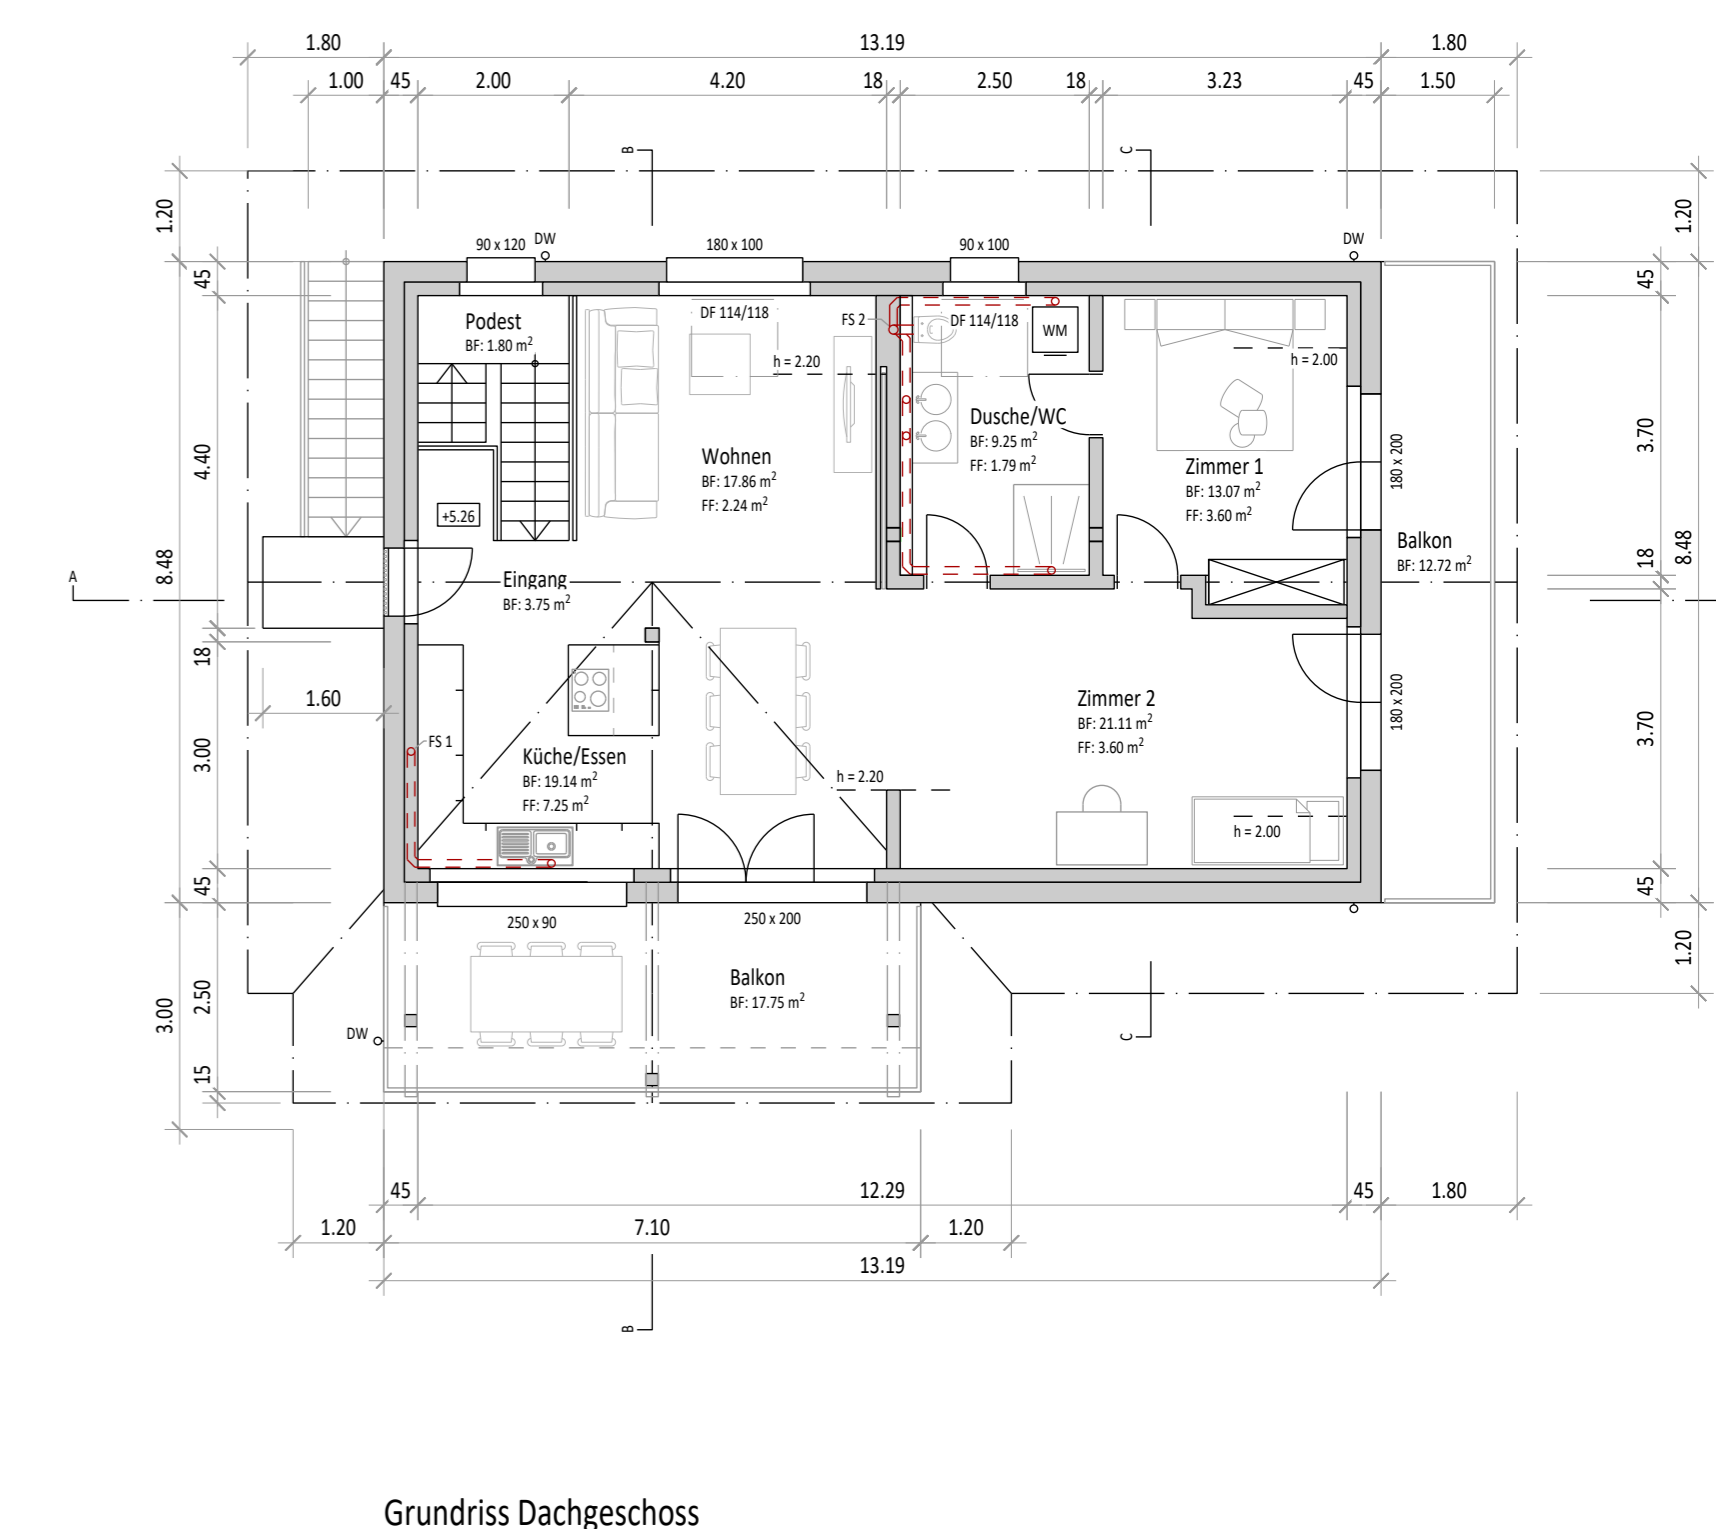 1.80 13.19 1.80
1.00 45 2.00 4.20 18 2.50 18 3.23 45 1.50
B C
1.20 1.20
90 x 120 DW 180 x 100 90 x 100 DW
45 45
Podest
BF: 1.80 m²
DF 114/118
FS 2
DF 114/118
WM
h = 2.20
h = 2.00
4.40
3.70
Wohnen
BF: 17.86 m²
FF: 2.24 m²
Dusche/WC
BF: 9.25 m²
FF: 1.79 m²
Zimmer 1
BF: 13.07 m²
FF: 3.60 m²
180 x 200
+5.26
Balkon
BF: 12.72 m²
8.48
18 8.48
A
Eingang
BF: 3.75 m²
18
1.60
3.00
FS 1
Küche/Essen
BF: 19.14 m²
FF: 7.25 m²
h = 2.20
Zimmer 2
BF: 21.11 m²
FF: 3.60 m²
180 x 200
3.70
h = 2.00
45 45
250 x 90 250 x 200
1.20
Balkon
BF: 17.75 m²
2.50
3.00
DW
C
15
45 12.29 45 1.80
1.20 7.10 1.20
13.19
B
Grundriss Dachgeschoss